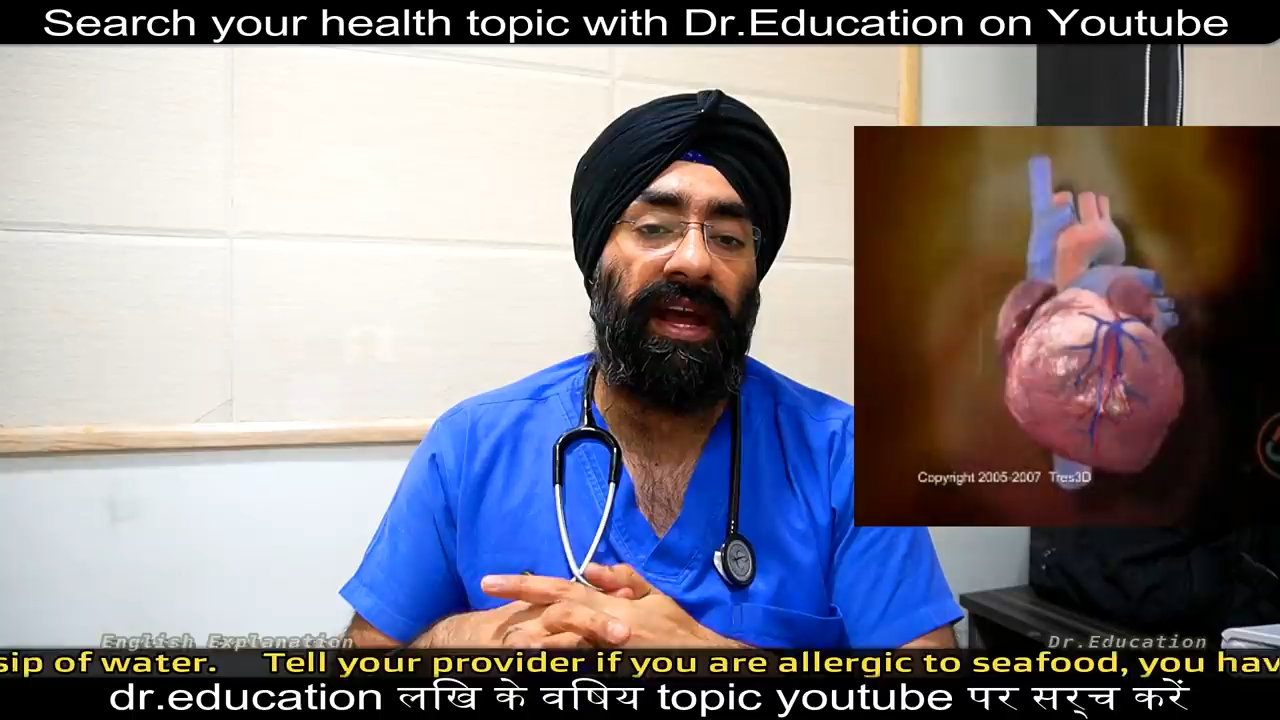 Search your health topic with Dr.Education on Youtube
Copyright 2005-2007 Tres3D
English Explanation
Dr.Education
sip of water. Tell your provider if you are allergic to seafood, you hav
dr.education लखि के वषिय topic youtube पर सर्च करें